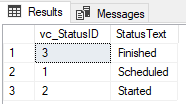 Results Messages
vc_StatusID StatusText
1 3 Finished
2 1 Scheduled
3 2 Started